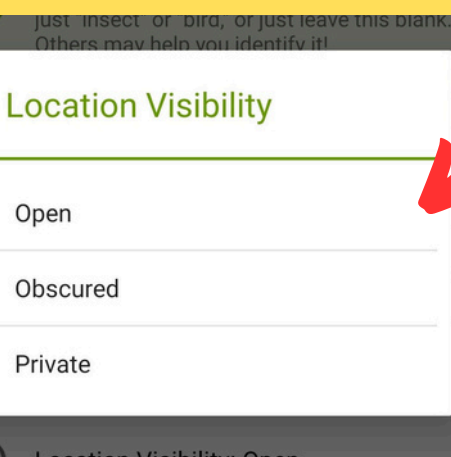 just "insect" or "bird," or just leave this blank.
Others may help you identify it!
Location Visibility
Open
Obscured
Private
Location Visibility: Open